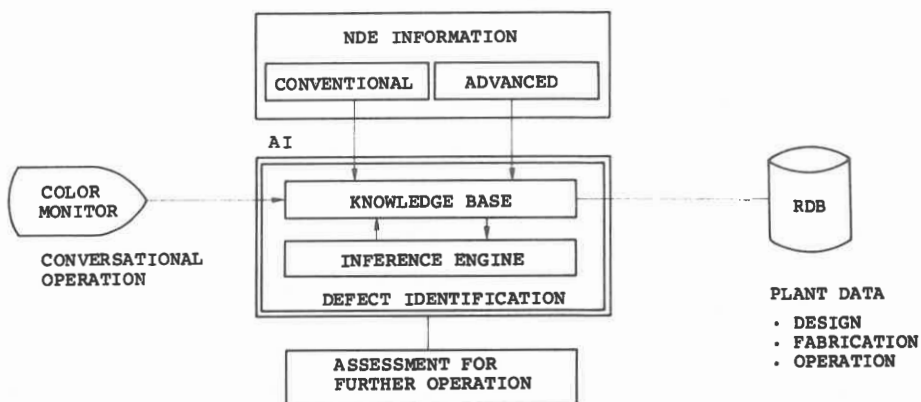 NDE INFORMATION
CONVENTIONAL
ADVANCED
AI
COLOR
MONITOR
KNOWLEDGE BASE
RDB
CONVERSATIONAL
OPERATION
INFERENCE ENGINE
DEFECT IDENTIFICATION
PLANT DATA
• DESIGN
• FABRICATION
• OPERATION
ASSESSMENT FOR
FURTHER OPERATION